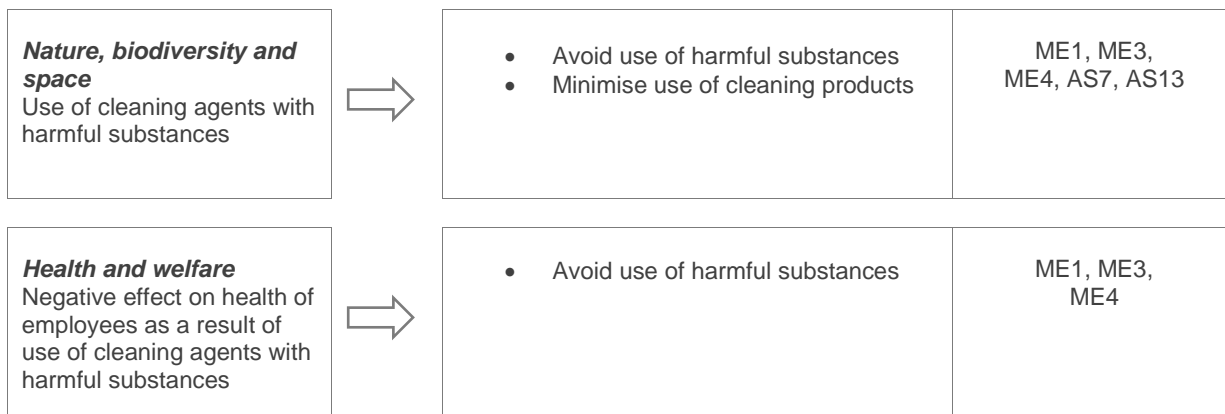 Nature, biodiversity and
space
Use of cleaning agents with
harmful substances
• Avoid use of harmful substances
• Minimise use of cleaning products
ME1, ME3,
ME4, AS7, AS13
Health and welfare
Negative effect on health of
employees as a result of
use of cleaning agents with
harmful substances
• Avoid use of harmful substances
ME1, ME3,
ME4